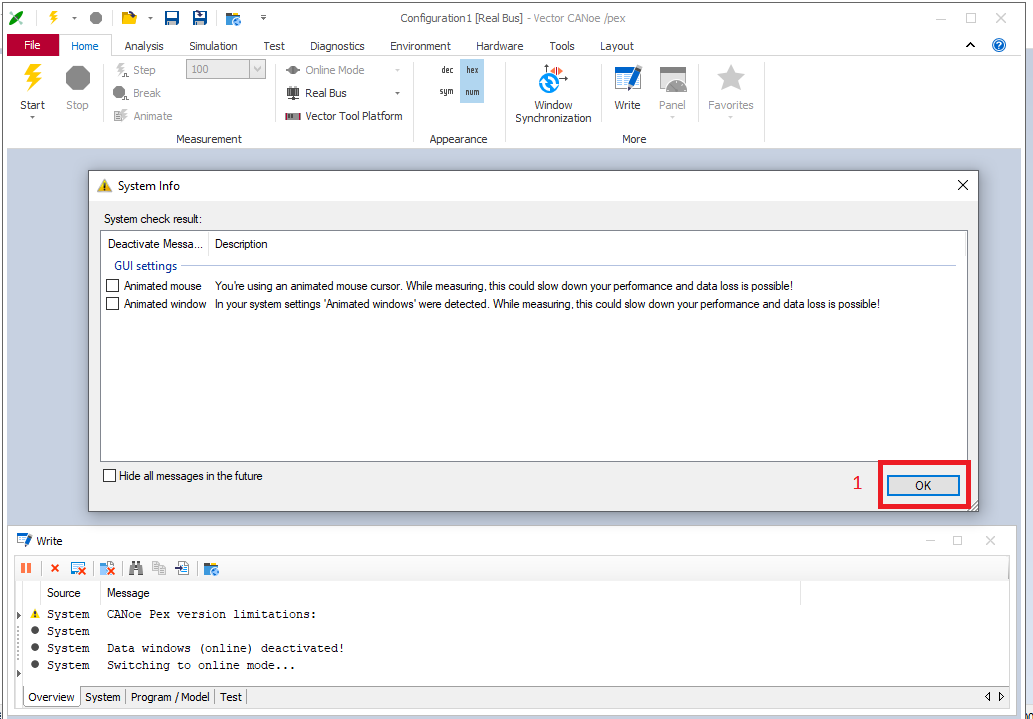 Configuration1 [Real Bus] - Vector CANoe /pex
File Home Analysis Simulation Test Diagnostics Environment Hardware Tools Layout
Start
Stop
Step
Break
Animate
100
Online Mode
Real Bus
Vector Tool Platform
Measurement
dec hex
sym num
Appearance
Window
Synchronization
Write
Panel
More
Favorites
System Info
System check result:
Deactivate Messa... Description
GUI settings
Animated mouse You're using an animated mouse cursor. While measuring, this could slow down your performance and data loss is possible!
Animated window In your system settings 'Animated windows' were detected. While measuring, this could slow down your performance and data loss is possible!
Hide all messages in the future
1
OK
Write
Source Message
System CANoe Pex version limitations:
System
System Data windows (online) deactivated!
System Switching to online mode...
Overview System Program / Model Test